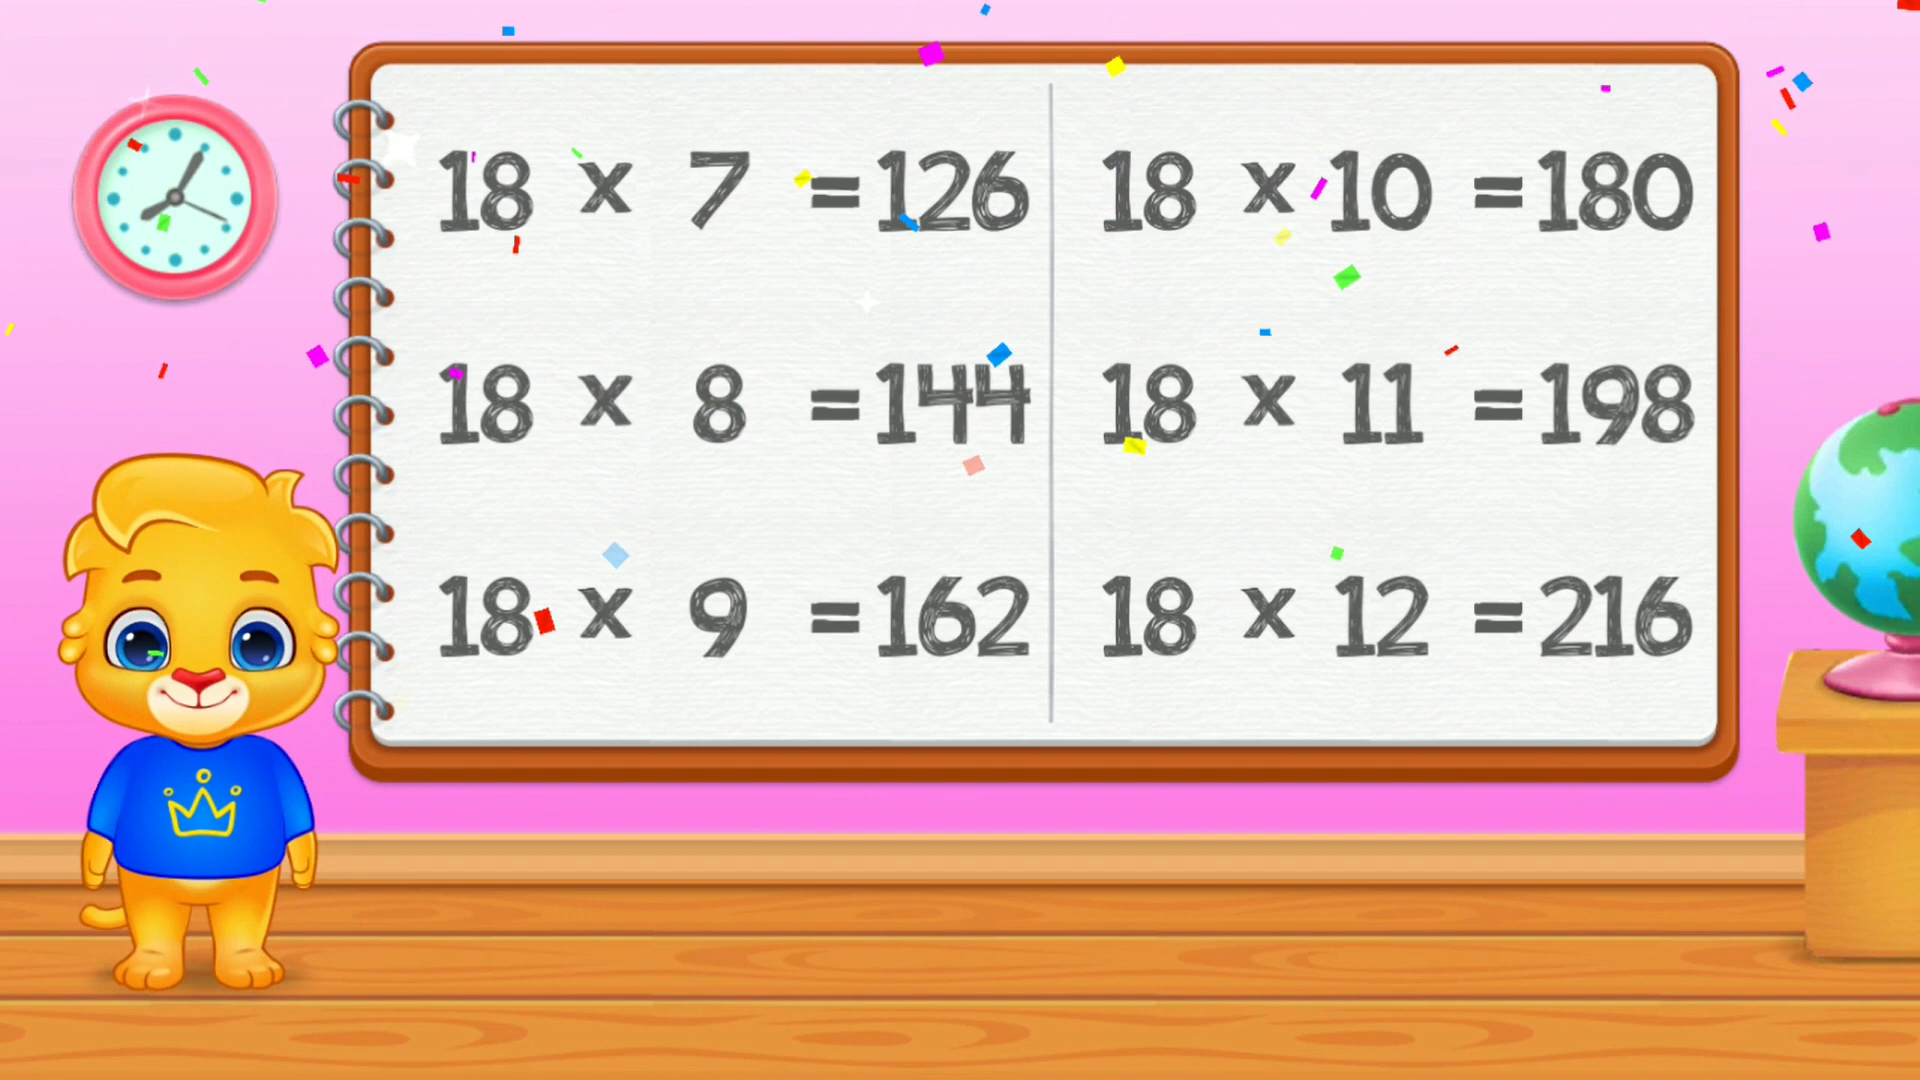 18 x 7 =126
18 x 8 =144
18 x 9 =162
18 x 10 =180
18 x 11 =198
18 x 12 =216